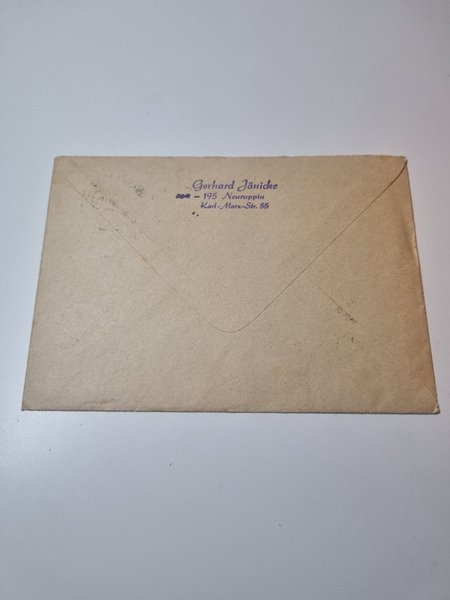 Gerhard Jänicke
DDR - 195 Neuruppin
Karl-Marx-Str. 55